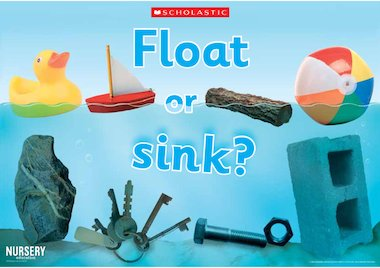 SCHOLASTIC
Float
or
sink?
NURSERY
education